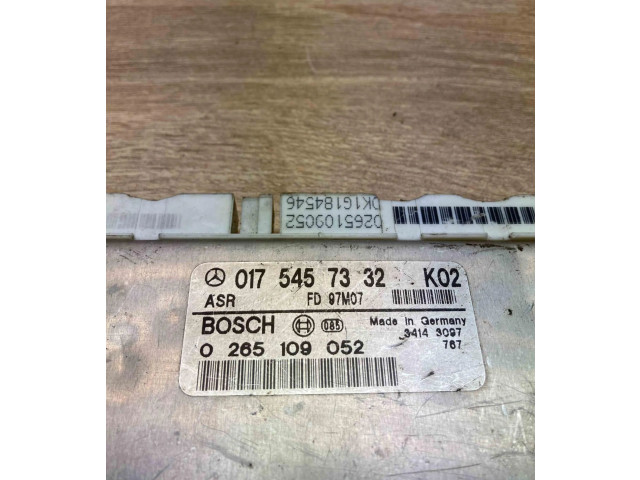 0265109052
DK1G184546
017 545 73 32 K02
ASR FD 97M07
BOSCH 085 Made in Germany
3414 3097
0 265 109 052 767